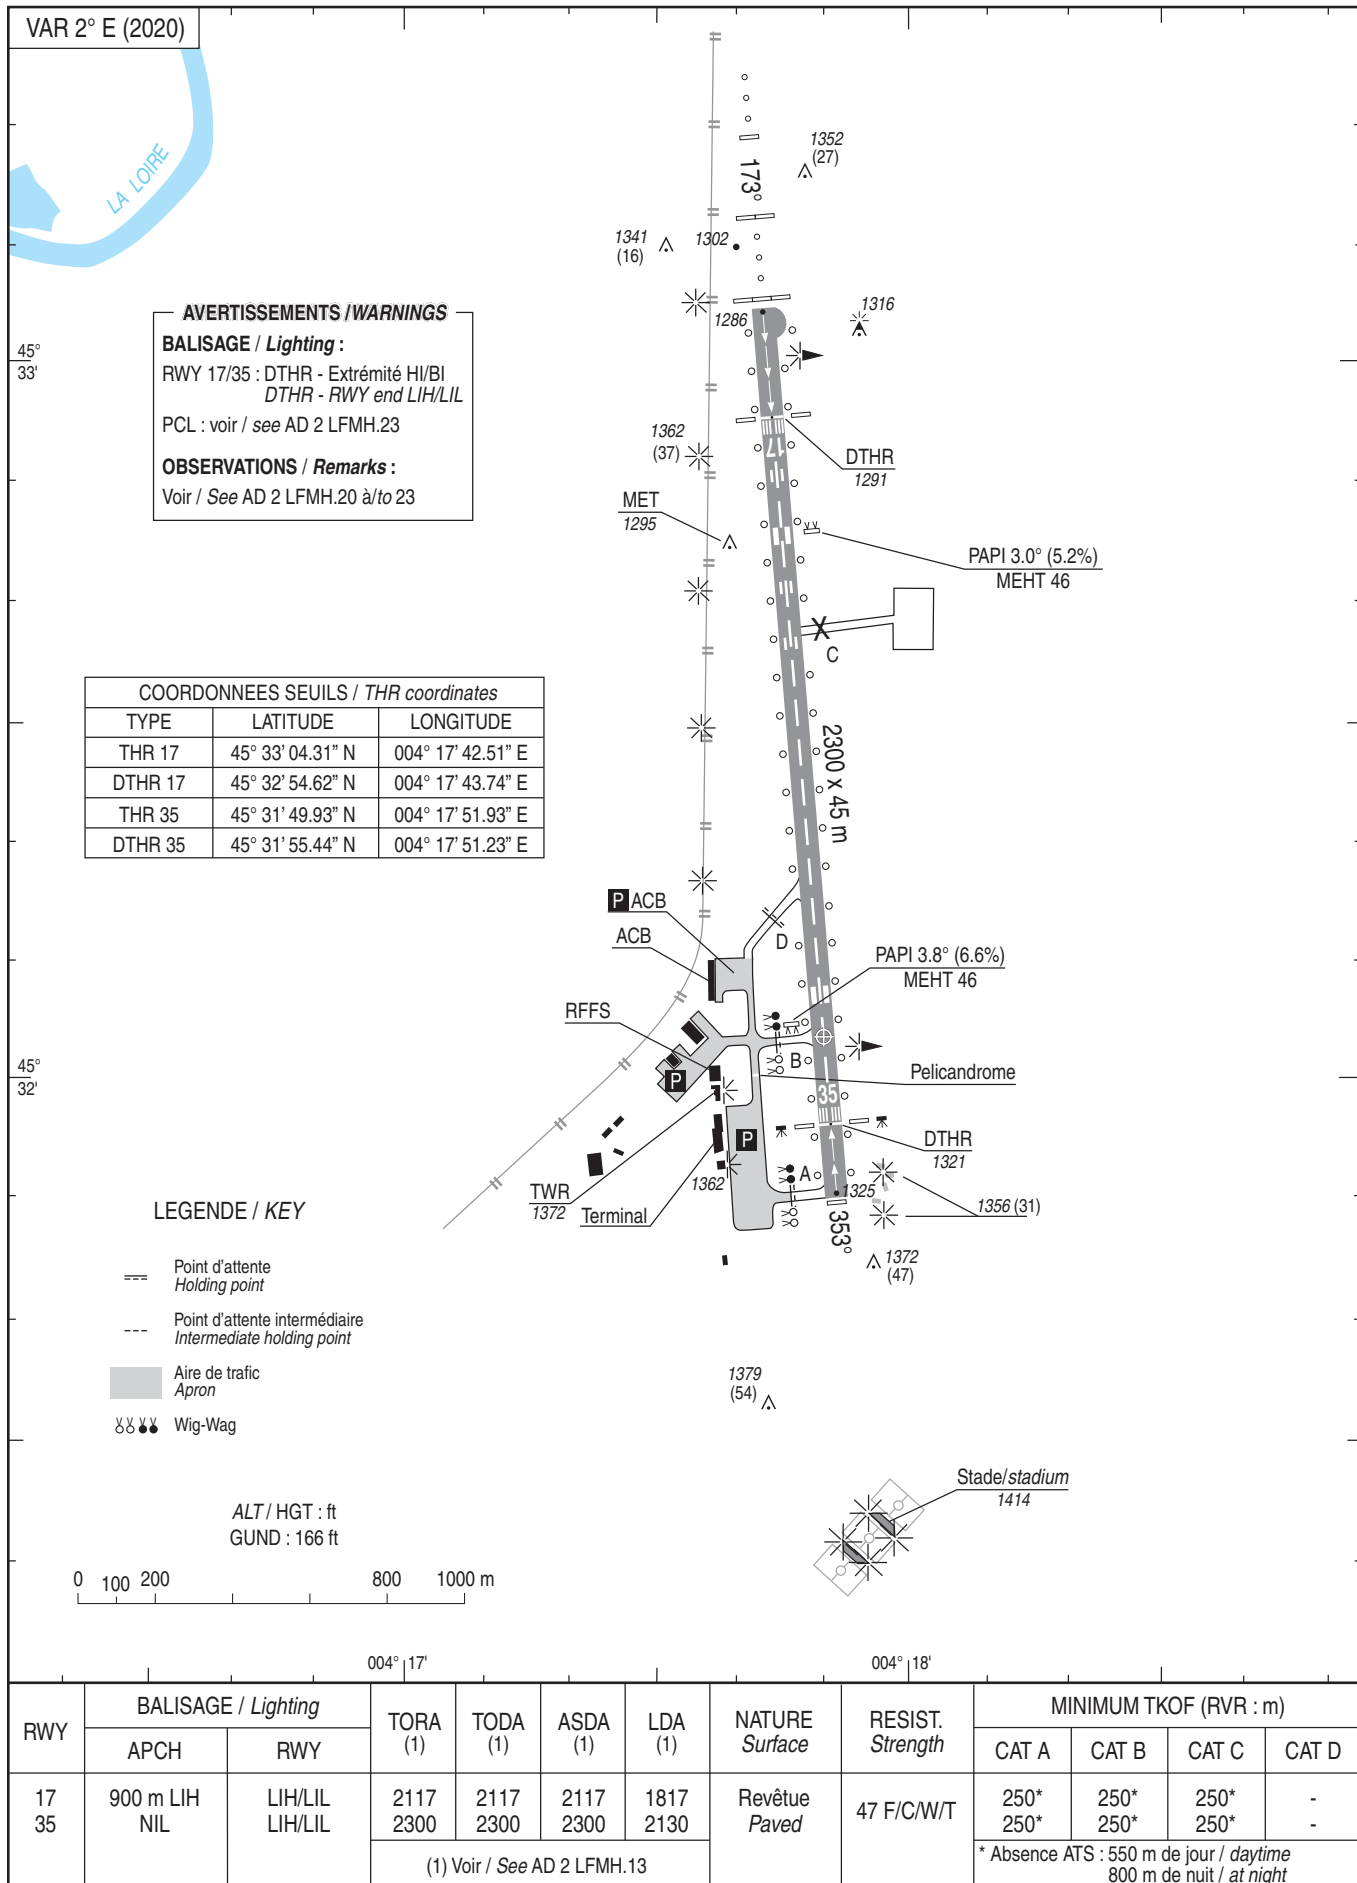 VAR 2° E (2020)
LA LOIRE
173°
1352
(27)
1341
(16)
1302
1286
1316
AVERTISSEMENTS / WARNINGS
BALISAGE / Lighting :
RWY 17/35 : DTHR - Extrémité HI/BI
DTHR - RWY end LIH/LIL
PCL : voir / see AD 2 LFMH.23
OBSERVATIONS / Remarks :
Voir / See AD 2 LFMH.20 à/to 23
45°
33'
1362
(37)
17
DTHR
1291
MET
1295
PAPI 3.0° (5.2%)
MEHT 46
X
C
COORDONNEES SEUILS / THR coordinates
TYPE LATITUDE LONGITUDE
THR 17 45° 33’ 04.31” N 004° 17’ 42.51” E
DTHR 17 45° 32’ 54.62” N 004° 17’ 43.74” E
THR 35 45° 31’ 49.93” N 004° 17’ 51.93” E
DTHR 35 45° 31’ 55.44” N 004° 17’ 51.23” E
2300 x 45 m
P ACB
ACB
D
PAPI 3.8° (6.6%)
MEHT 46
RFFS
B
45°
32'
P
Pelicandrome
35
P
DTHR
1321
A
1362
1325
TWR
1372
Terminal
1356 (31)
353°
1372
(47)
LEGENDE / KEY
Point d'attente
Holding point
Point d'attente intermédiaire
Intermediate holding point
Aire de trafic
Apron
Wig-Wag
1379
(54)
Stade/stadium
1414
ALT / HGT : ft
GUND : 166 ft
0 100 200 800 1000 m
004° 17' 004° 18'
RWY BALISAGE / Lighting TORA (1) TODA (1) ASDA (1) LDA (1) NATURE Surface RESIST. Strength MINIMUM TKOF (RVR : m)
APCH RWY CAT A CAT B CAT C CAT D
17 900 m LIH LIH/LIL 2117 2117 2117 1817 Revêtue 47 F/C/W/T 250* 250* 250* -
35 NIL LIH/LIL 2300 2300 2300 2130 Paved 250* 250* 250* -
(1) Voir / See AD 2 LFMH.13
* Absence ATS : 550 m de jour / daytime
800 m de nuit / at night